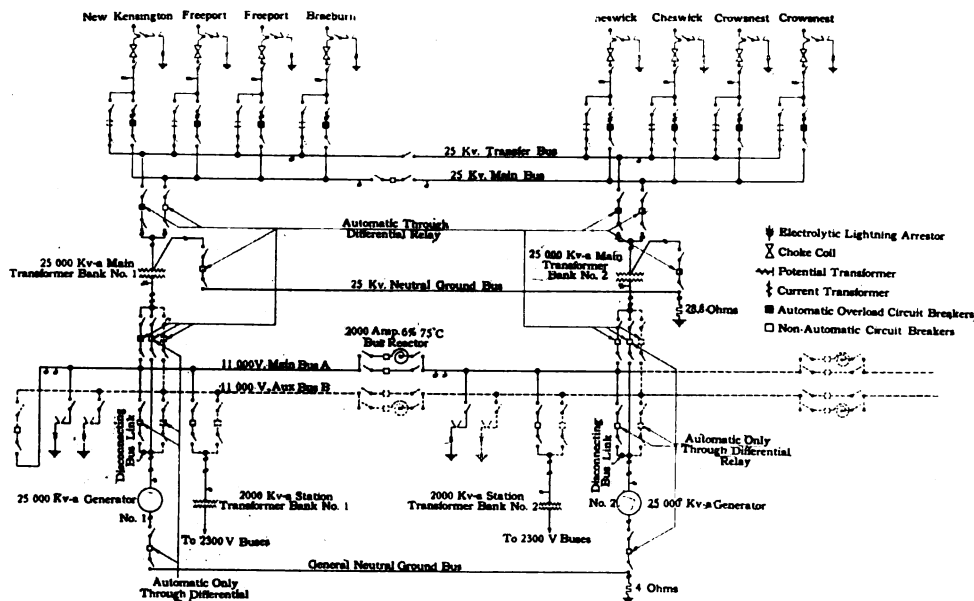 New Kensington Freeport Freeport Braeburn
heswick Cheswick Crowsnest Crowsnest
25 Kv. Transfer Bus
25 Kv. Main Bus
Automatic Through
Differential Relay
25 000 Kv-a Main
Transformer Bank No. 1
25 000 Kv-a Main
Transformer
Bank No. 2
25 Kv. Neutral Ground Bus
28.8 Ohms
Electrolytic Lightning Arrestor
Choke Coil
Potential Transformer
Current Transformer
Automatic Overload Circuit Breakers
Non-Automatic Circuit Breakers
2000 Amp. 6% 75°C
Bus Reactor
11 000 V. Main Bus A
11 000 V. Aux Bus B
Disconnecting
Bus Link
Disconnecting
Bus Link
Automatic Only
Through Differential
Relay
25 000 Kv-a Generator
No. 1
2000 Kv-a Station
Transformer Bank No. 1
2000 Kv-a Station
Transformer Bank No. 2
No. 2 25 000 Kv-a Generator
To 2300 V Buses
To 2300 V Buses
General Neutral Ground Bus
Automatic Only
Through Differential
4 Ohms